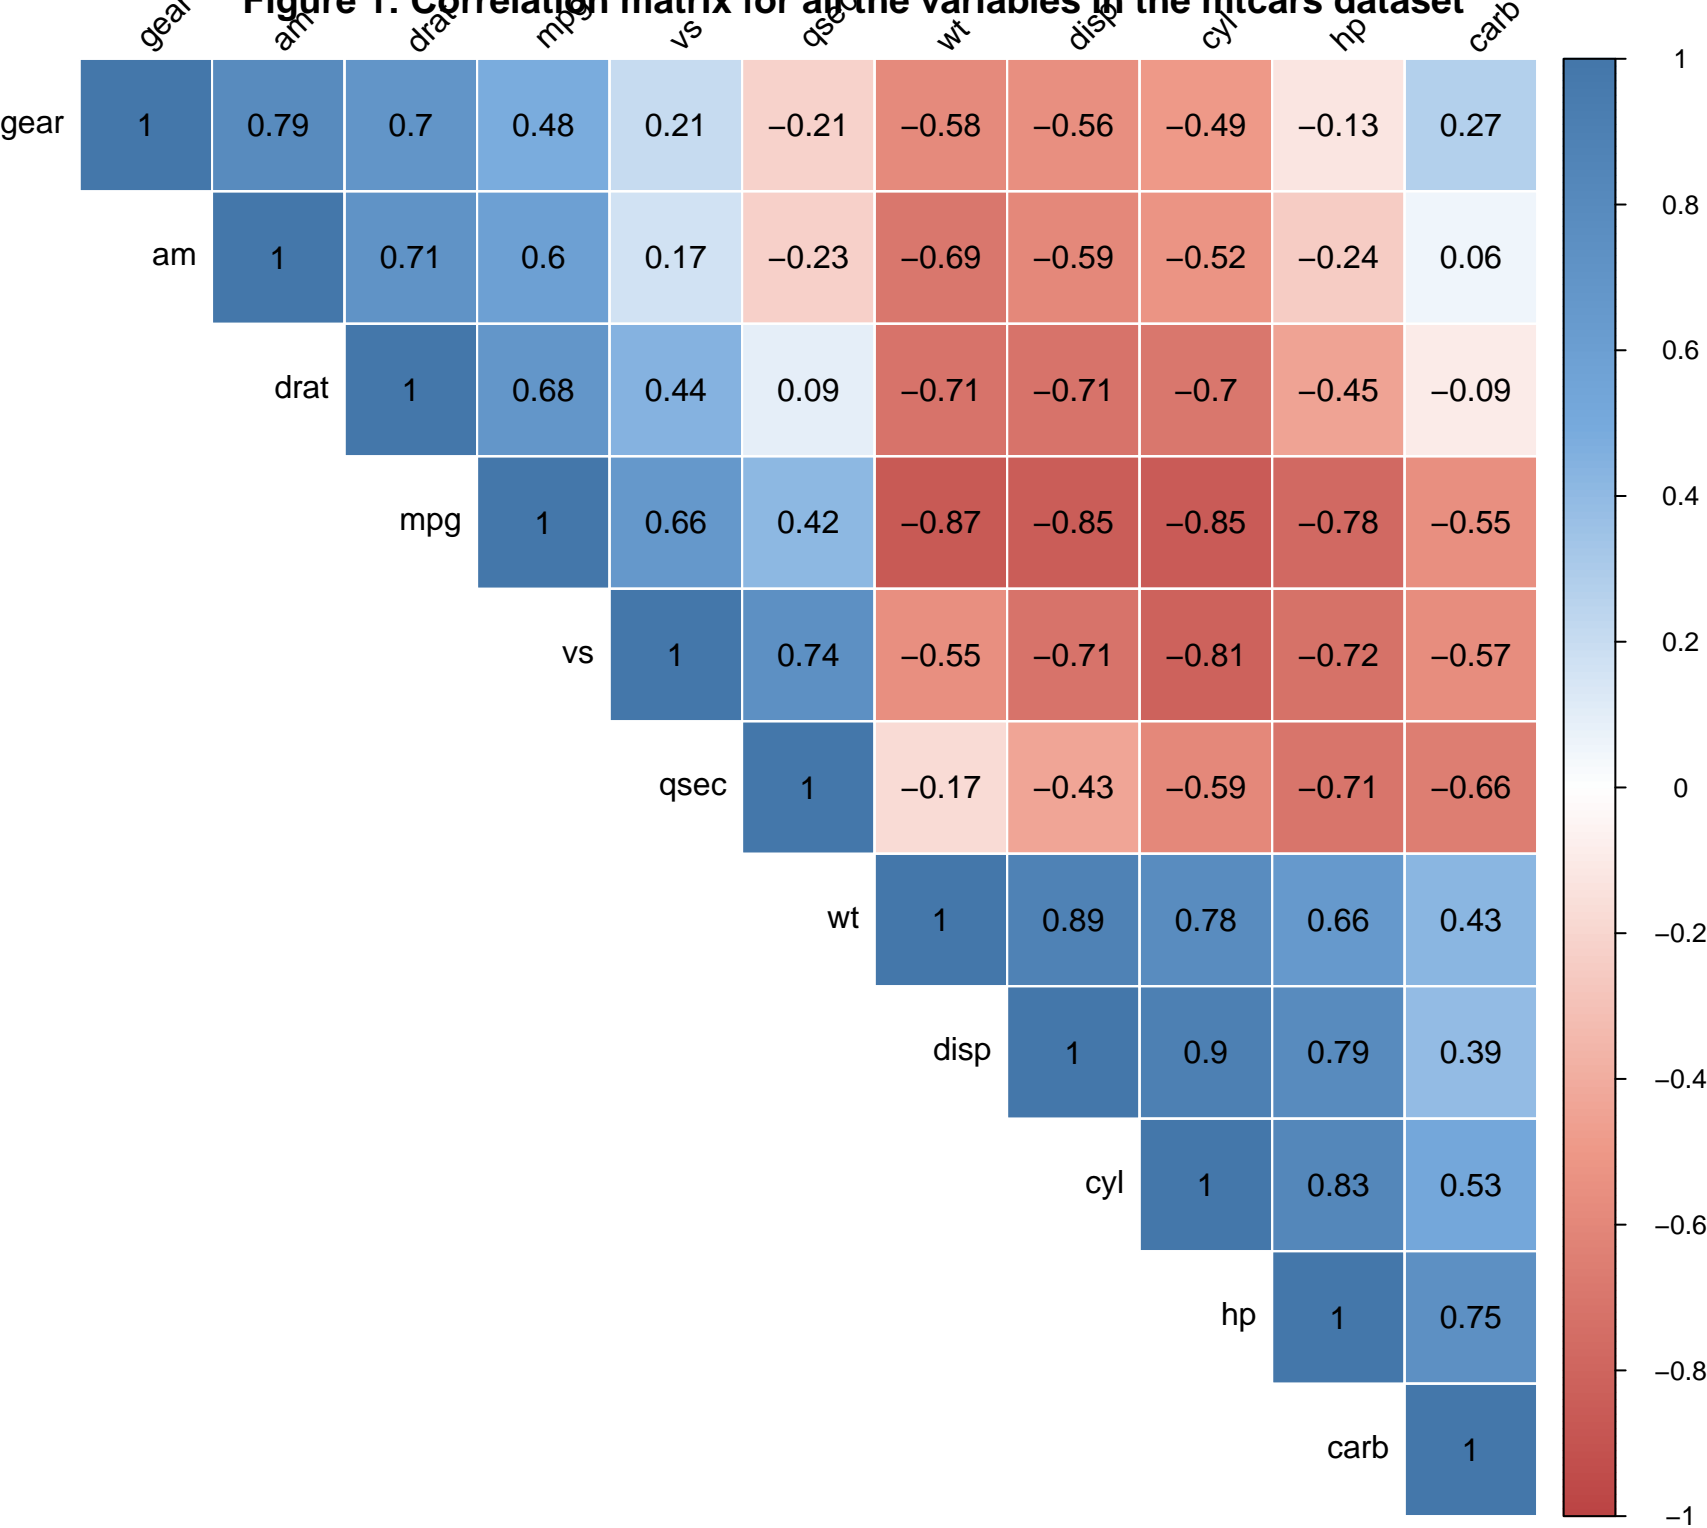 Figure 1. Correlation matrix for all the variables in the mtcars dataset
gear am drat mpg vs qsec wt disp cyl hp carb
gear 1 0.79 0.7 0.48 0.21 −0.21 −0.58 −0.56 −0.49 −0.13 0.27
am 1 0.71 0.6 0.17 −0.23 −0.69 −0.59 −0.52 −0.24 0.06
drat 1 0.68 0.44 0.09 −0.71 −0.71 −0.7 −0.45 −0.09
mpg 1 0.66 0.42 −0.87 −0.85 −0.85 −0.78 −0.55
vs 1 0.74 −0.55 −0.71 −0.81 −0.72 −0.57
qsec 1 −0.17 −0.43 −0.59 −0.71 −0.66
wt 1 0.89 0.78 0.66 0.43
disp 1 0.9 0.79 0.39
cyl 1 0.83 0.53
hp 1 0.75
carb 1
1
0.8
0.6
0.4
0.2
0
−0.2
−0.4
−0.6
−0.8
−1